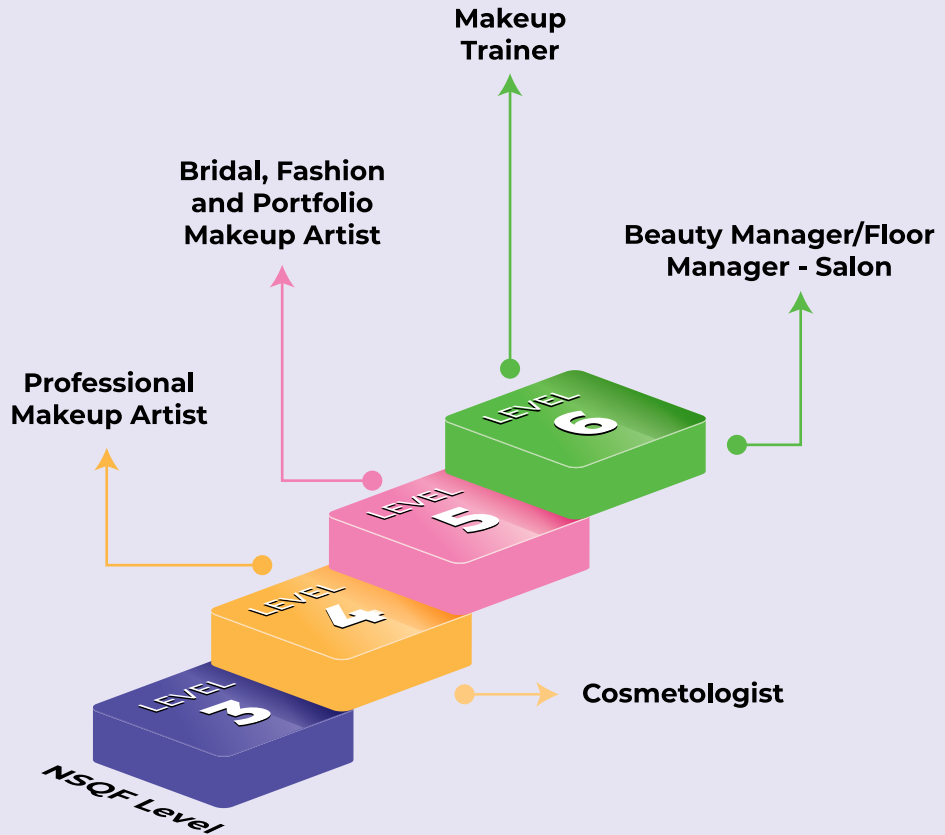 Makeup
Trainer
Bridal, Fashion
and Portfolio
Makeup Artist
Beauty Manager/Floor
Manager - Salon
Professional
Makeup Artist
LEVEL
6
LEVEL
5
LEVEL
4
Cosmetologist
LEVEL
3
NSQF Level